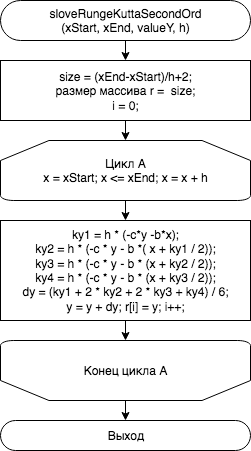 sloveRungeKuttaSecondOrd
(xStart, xEnd, valueY, h)
size = (xEnd-xStart)/h+2;
размер массива r = size;
i = 0;
Цикл А
x = xStart; x <= xEnd; x = x + h
ky1 = h * (-c*y -b*x);
ky2 = h * (-c * y - b *( x + ky1 / 2));
ky3 = h * (-c * y - b * (x + ky2 / 2));
ky4 = h * (-c * y - b * (x + ky3 / 2));
dy = (ky1 + 2 * ky2 + 2 * ky3 + ky4) / 6;
y = y + dy; r[i] = y; i++;
Конец цикла А
Выход